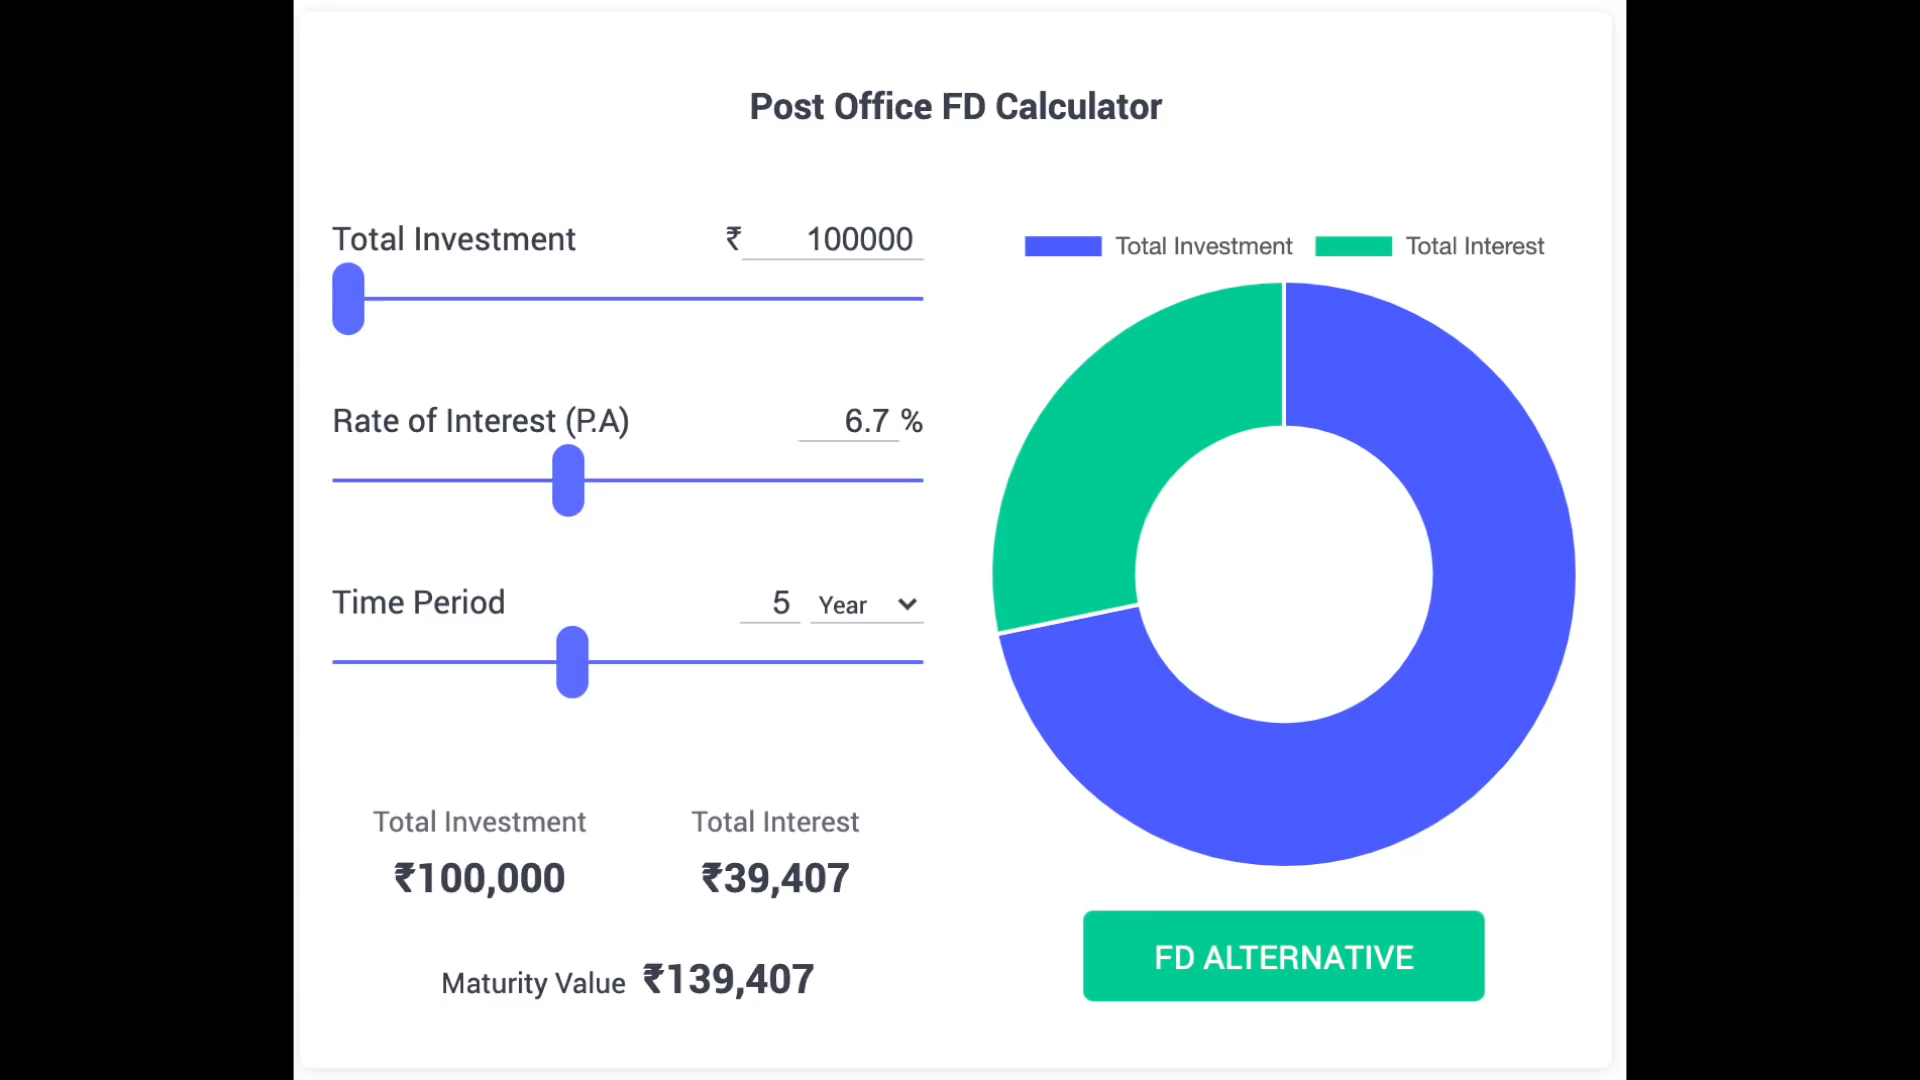 Post Office FD Calculator
Total Investment ₹ 100000
Rate of Interest (P.A) 6.7 %
Time Period 5 Year
Total Investment Total Interest
₹100,000 ₹39,407
Maturity Value ₹139,407
Total Investment Total Interest
FD ALTERNATIVE